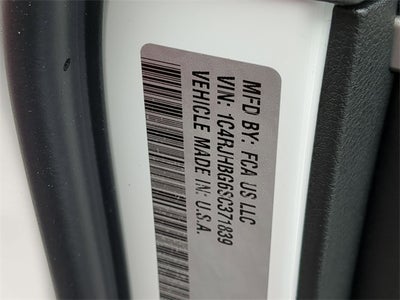 MFD BY: FCA US LLC
VIN: 1C4RJHBG6SC371839
VEHICLE MADE IN U.S.A.